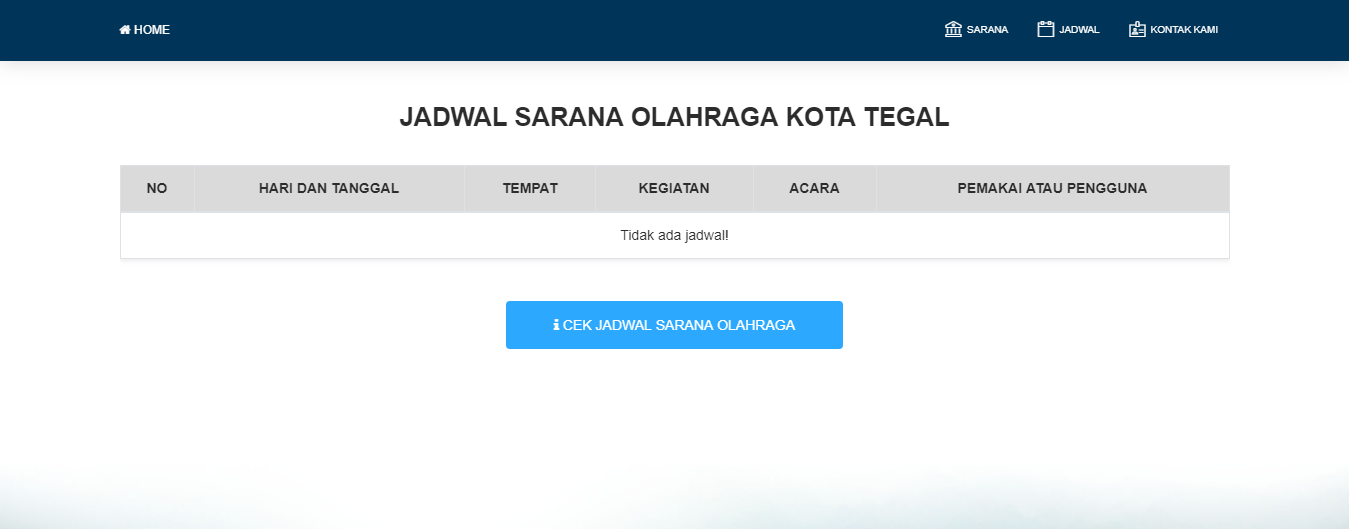 HOME
SARANA
JADWAL
KONTAK KAMI
JADWAL SARANA OLAHRAGA KOTA TEGAL
NO HARI DAN TANGGAL TEMPAT KEGIATAN ACARA PEMAKAI ATAU PENGGUNA
Tidak ada jadwal!
CEK JADWAL SARANA OLAHRAGA